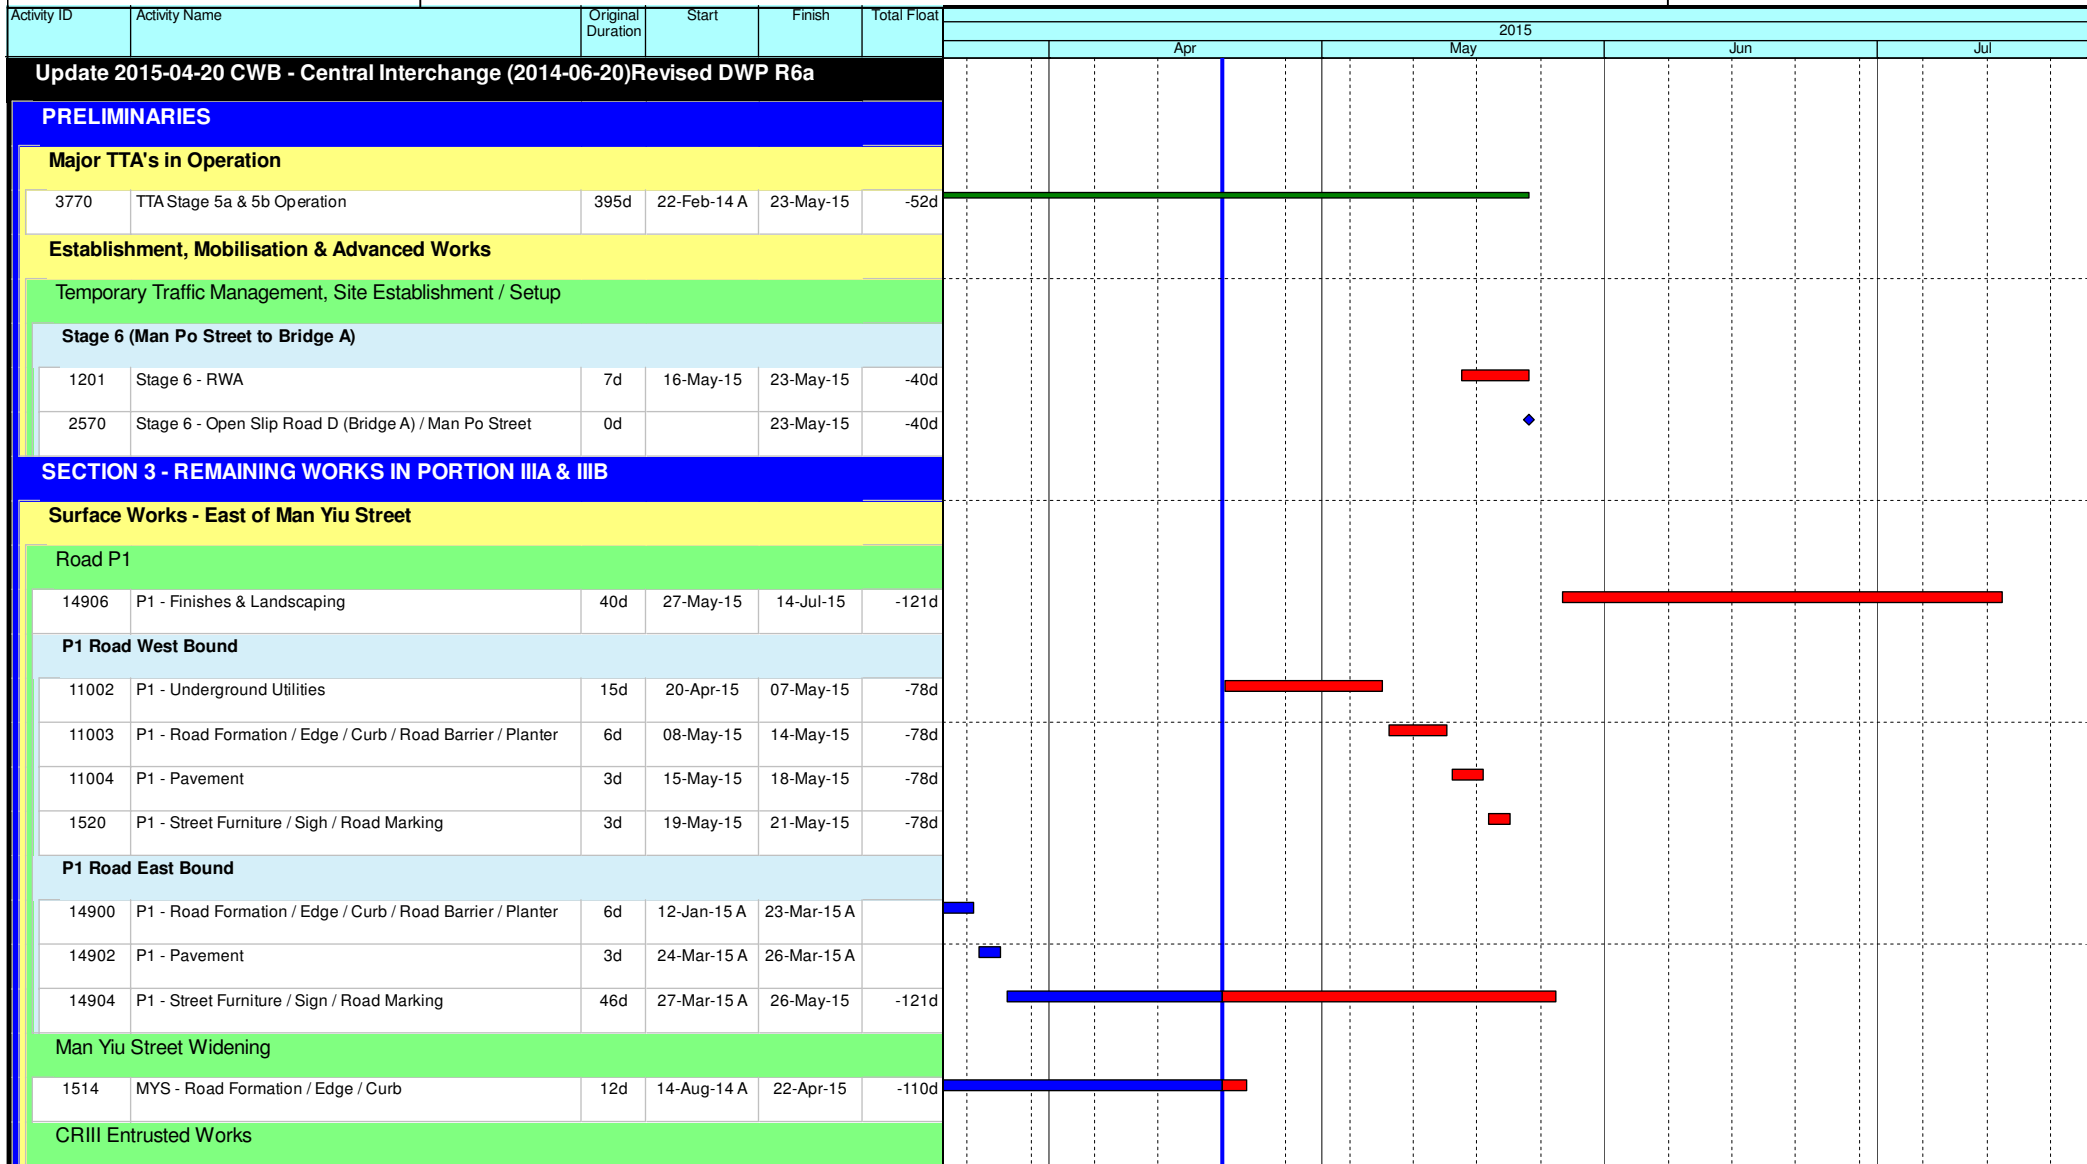 Activity ID Activity Name Original Duration Start Finish Total Float
2015
Apr May Jun Jul
Update 2015-04-20 CWB - Central Interchange (2014-06-20)Revised DWP R6a
PRELIMINARIES
Major TTA's in Operation
3770 TTA Stage 5a & 5b Operation 395d 22-Feb-14 A 23-May-15 -52d
Establishment, Mobilisation & Advanced Works
Temporary Traffic Management, Site Establishment / Setup
Stage 6 (Man Po Street to Bridge A)
1201 Stage 6 - RWA 7d 16-May-15 23-May-15 -40d
2570 Stage 6 - Open Slip Road D (Bridge A) / Man Po Street 0d 23-May-15 -40d
SECTION 3 - REMAINING WORKS IN PORTION IIIA & IIIB
Surface Works - East of Man Yiu Street
Road P1
14906 P1 - Finishes & Landscaping 40d 27-May-15 14-Jul-15 -121d
P1 Road West Bound
11002 P1 - Underground Utilities 15d 20-Apr-15 07-May-15 -78d
11003 P1 - Road Formation / Edge / Curb / Road Barrier / Planter 6d 08-May-15 14-May-15 -78d
11004 P1 - Pavement 3d 15-May-15 18-May-15 -78d
1520 P1 - Street Furniture / Sigh / Road Marking 3d 19-May-15 21-May-15 -78d
P1 Road East Bound
14900 P1 - Road Formation / Edge / Curb / Road Barrier / Planter 6d 12-Jan-15 A 23-Mar-15 A
14902 P1 - Pavement 3d 24-Mar-15 A 26-Mar-15 A
14904 P1 - Street Furniture / Sign / Road Marking 46d 27-Mar-15 A 26-May-15 -121d
Man Yiu Street Widening
1514 MYS - Road Formation / Edge / Curb 12d 14-Aug-14 A 22-Apr-15 -110d
CRIII Entrusted Works